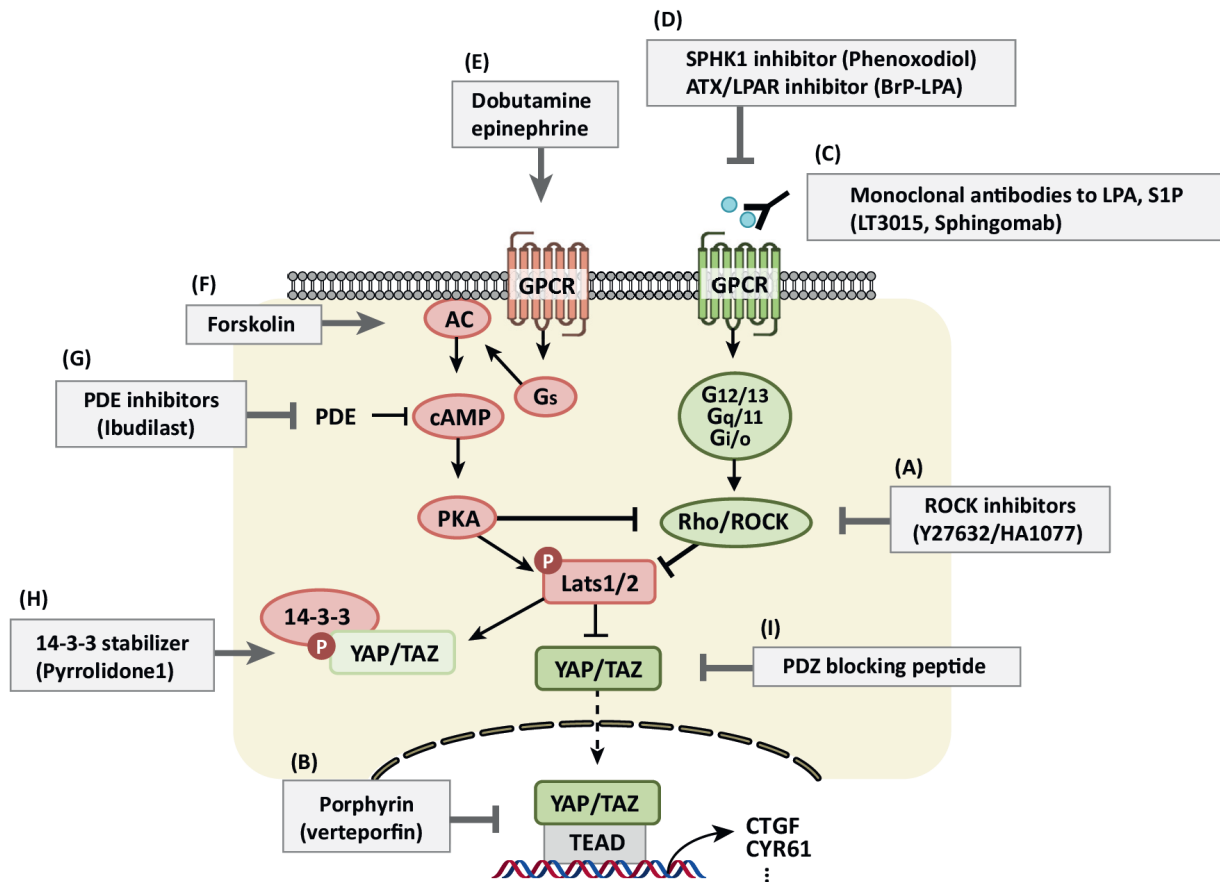 (D)
SPHK1 inhibitor (Phenoxodiol)
ATX/LPAR inhibitor (BrP-LPA)
(E)
Dobutamine
epinephrine
(C)
Monoclonal antibodies to LPA, S1P
(LT3015, Sphingomab)
GPCR
GPCR
(F)
Forskolin
AC
Gs
(G)
PDE inhibitors
(Ibudilast)
PDE
cAMP
G12/13
Gq/11
Gi/o
(A)
ROCK inhibitors
(Y27632/HA1077)
PKA
Rho/ROCK
P
Lats1/2
(H)
14-3-3 stabilizer
(Pyrrolidone1)
14-3-3
P
YAP/TAZ
YAP/TAZ
(I)
PDZ blocking peptide
(B)
Porphyrin
(verteporfin)
YAP/TAZ
TEAD
CTGF
CYR61
⋮